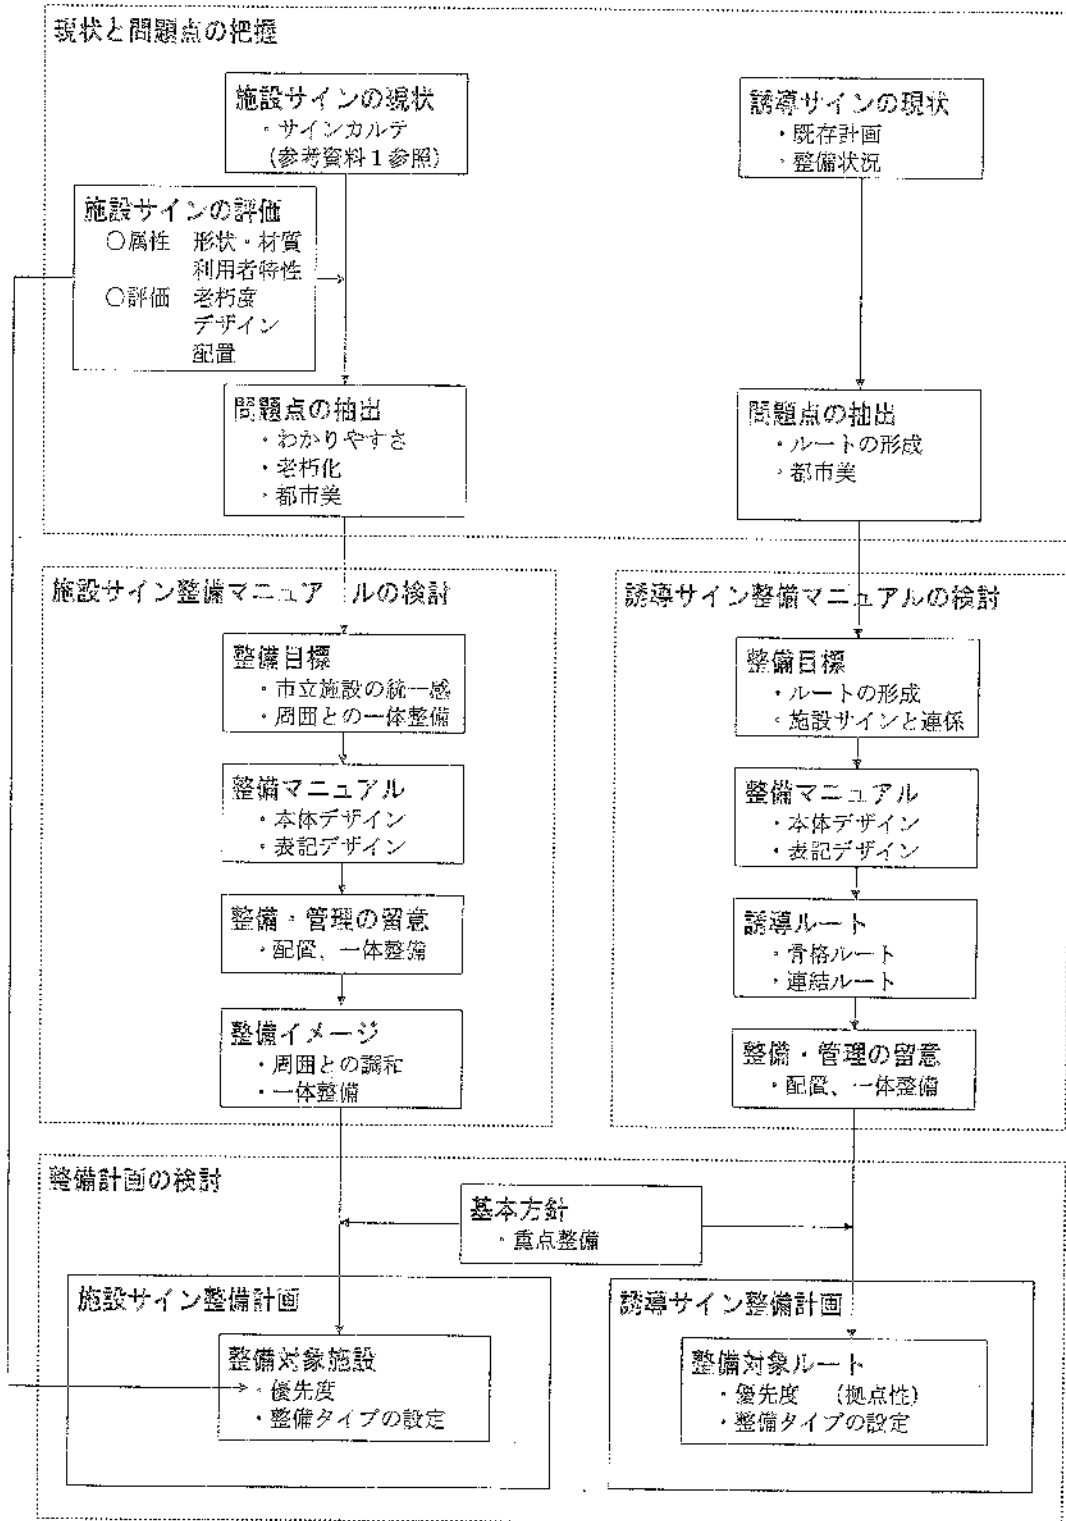 現状と問題点の把握
施設サインの現状
・サインカルテ
(参考資料1参照)
誘導サインの現状
・既存計画
・整備状況
施設サインの評価
○属性 形状・材質
利用者特性
○評価 老朽度
デザイン
配置
問題点の抽出
・わかりやすさ
・老朽化
・都市美
問題点の抽出
・ルートの形成
・都市美
施設サイン整備マニュアルの検討
整備目標
・市立施設の統一感
・周囲との一体整備
整備マニュアル
・本体デザイン
・表記デザイン
整備・管理の留意
・配置、一体整備
整備イメージ
・周囲との調和
・一体整備
誘導サイン整備マニュアルの検討
整備目標
・ルートの形成
・施設サインと連係
整備マニュアル
・本体デザイン
・表記デザイン
誘導ルート
・骨格ルート
・連結ルート
整備・管理の留意
・配置、一体整備
整備計画の検討
基本方針
・重点整備
施設サイン整備計画
整備対象施設
・優先度
・整備タイプの設定
誘導サイン整備計画
整備対象ルート
・優先度 (拠点性)
・整備タイプの設定